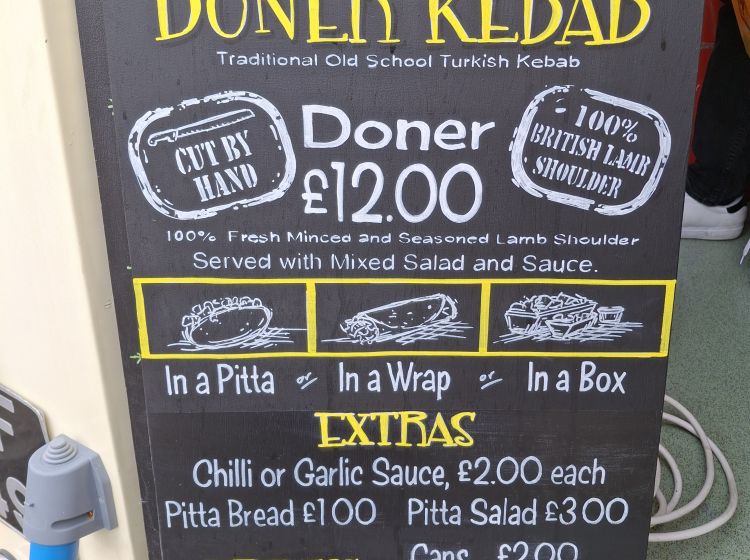 DONER KEBAB
Traditional Old School Turkish Kebab
CUT BY
HAND
Doner
£12.00
100%
BRITISH LAMB
SHOULDER
100% Fresh Minced and Seasoned Lamb Shoulder
Served with Mixed Salad and Sauce.
In a Pitta or In a Wrap or In a Box
EXTRAS
Chilli or Garlic Sauce, £2.00 each
Pitta Bread £1 00 Pitta Salad £3 00
Cans £2.00